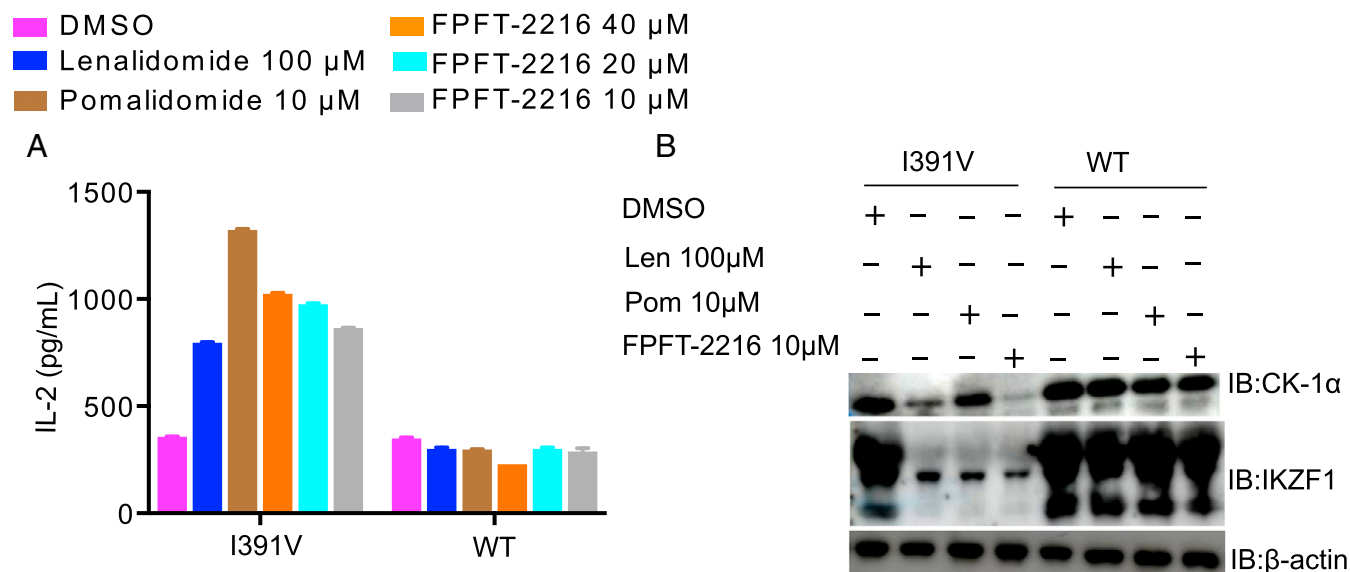 DMSO
Lenalidomide 100 µM
Pomalidomide 10 µM
FPFT-2216 40 µM
FPFT-2216 20 µM
FPFT-2216 10 µM
A
IL-2 (pg/mL)
1500
1000
500
0
I391V WT
B
I391V WT
DMSO + – – – + – – –
Len 100µM – + – – – + – –
Pom 10µM – – + – – – + –
FPFT-2216 10µM – – – + – – – +
IB:CK-1α
IB:IKZF1
IB:β-actin